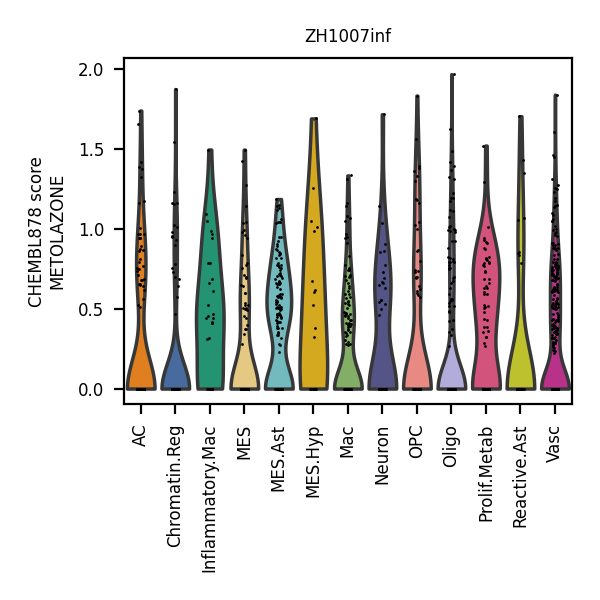 ZH1007inf
CHEMBL878 score
METOLAZONE
2.0
1.5
1.0
0.5
0.0
AC
Chromatin.Reg
Inflammatory.Mac
MES
MES.Ast
MES.Hyp
Mac
Neuron
OPC
Oligo
Prolif.Metab
Reactive.Ast
Vasc